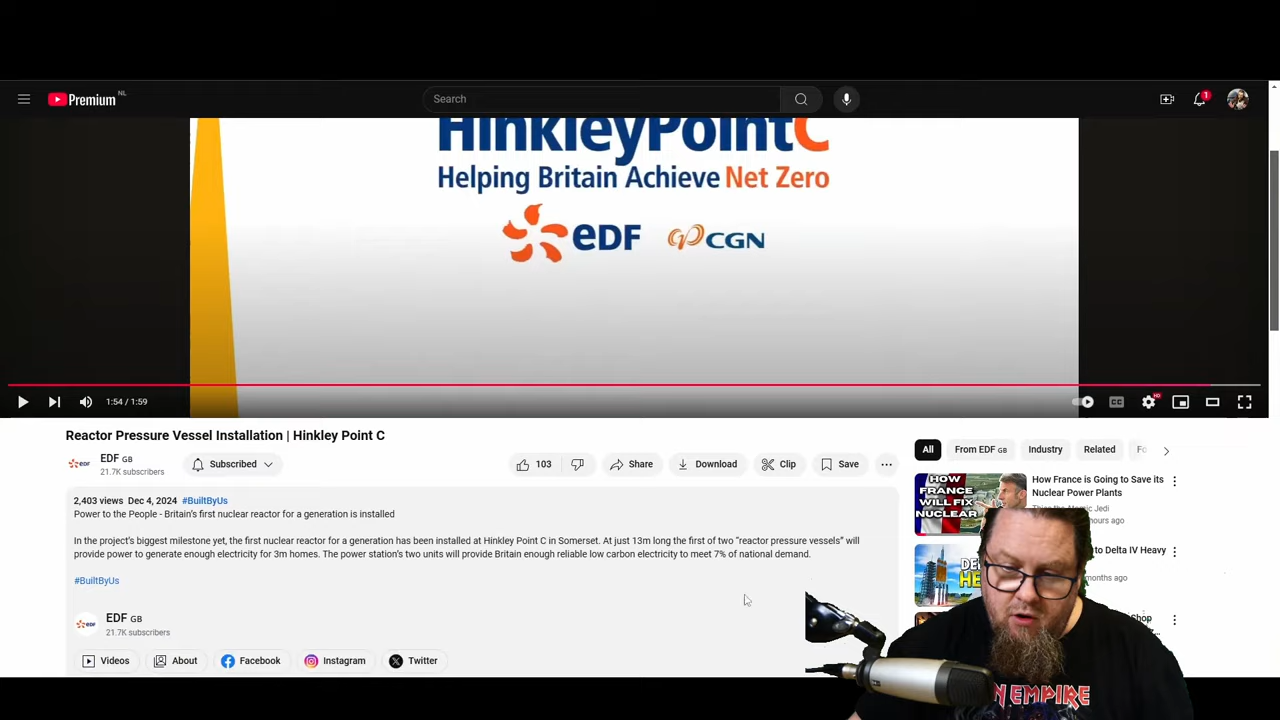 Premium NL
Search
1
HinkleyPointC
Helping Britain Achieve Net Zero
eDF
CGN
1:54 / 1:59
CC
HD
Reactor Pressure Vessel Installation | Hinkley Point C
eDF
EDF GB
21.7K subscribers
Subscribed
103
Share
Download
Clip
Save
All
From EDF GB
Industry
Related
2,403 views Dec 4, 2024 #BuiltByUs
Power to the People - Britain's first nuclear reactor for a generation is installed
In the project's biggest milestone yet, the first nuclear reactor for a generation has been installed at Hinkley Point C in Somerset. At just 13m long the first of two “reactor pressure vessels” will
provide power to generate enough electricity for 3m homes. The power station's two units will provide Britain enough reliable low carbon electricity to meet 7% of national demand.
#BuiltByUs
eDF
EDF GB
21.7K subscribers
Videos
About
Facebook
Instagram
Twitter
HOW
FRANCE
WILL FIX
NUCLEAR
How France is Going to Save its
Nuclear Power Plants
Jedi
hours ago
to Delta IV Heavy
months ago
EMPIRE